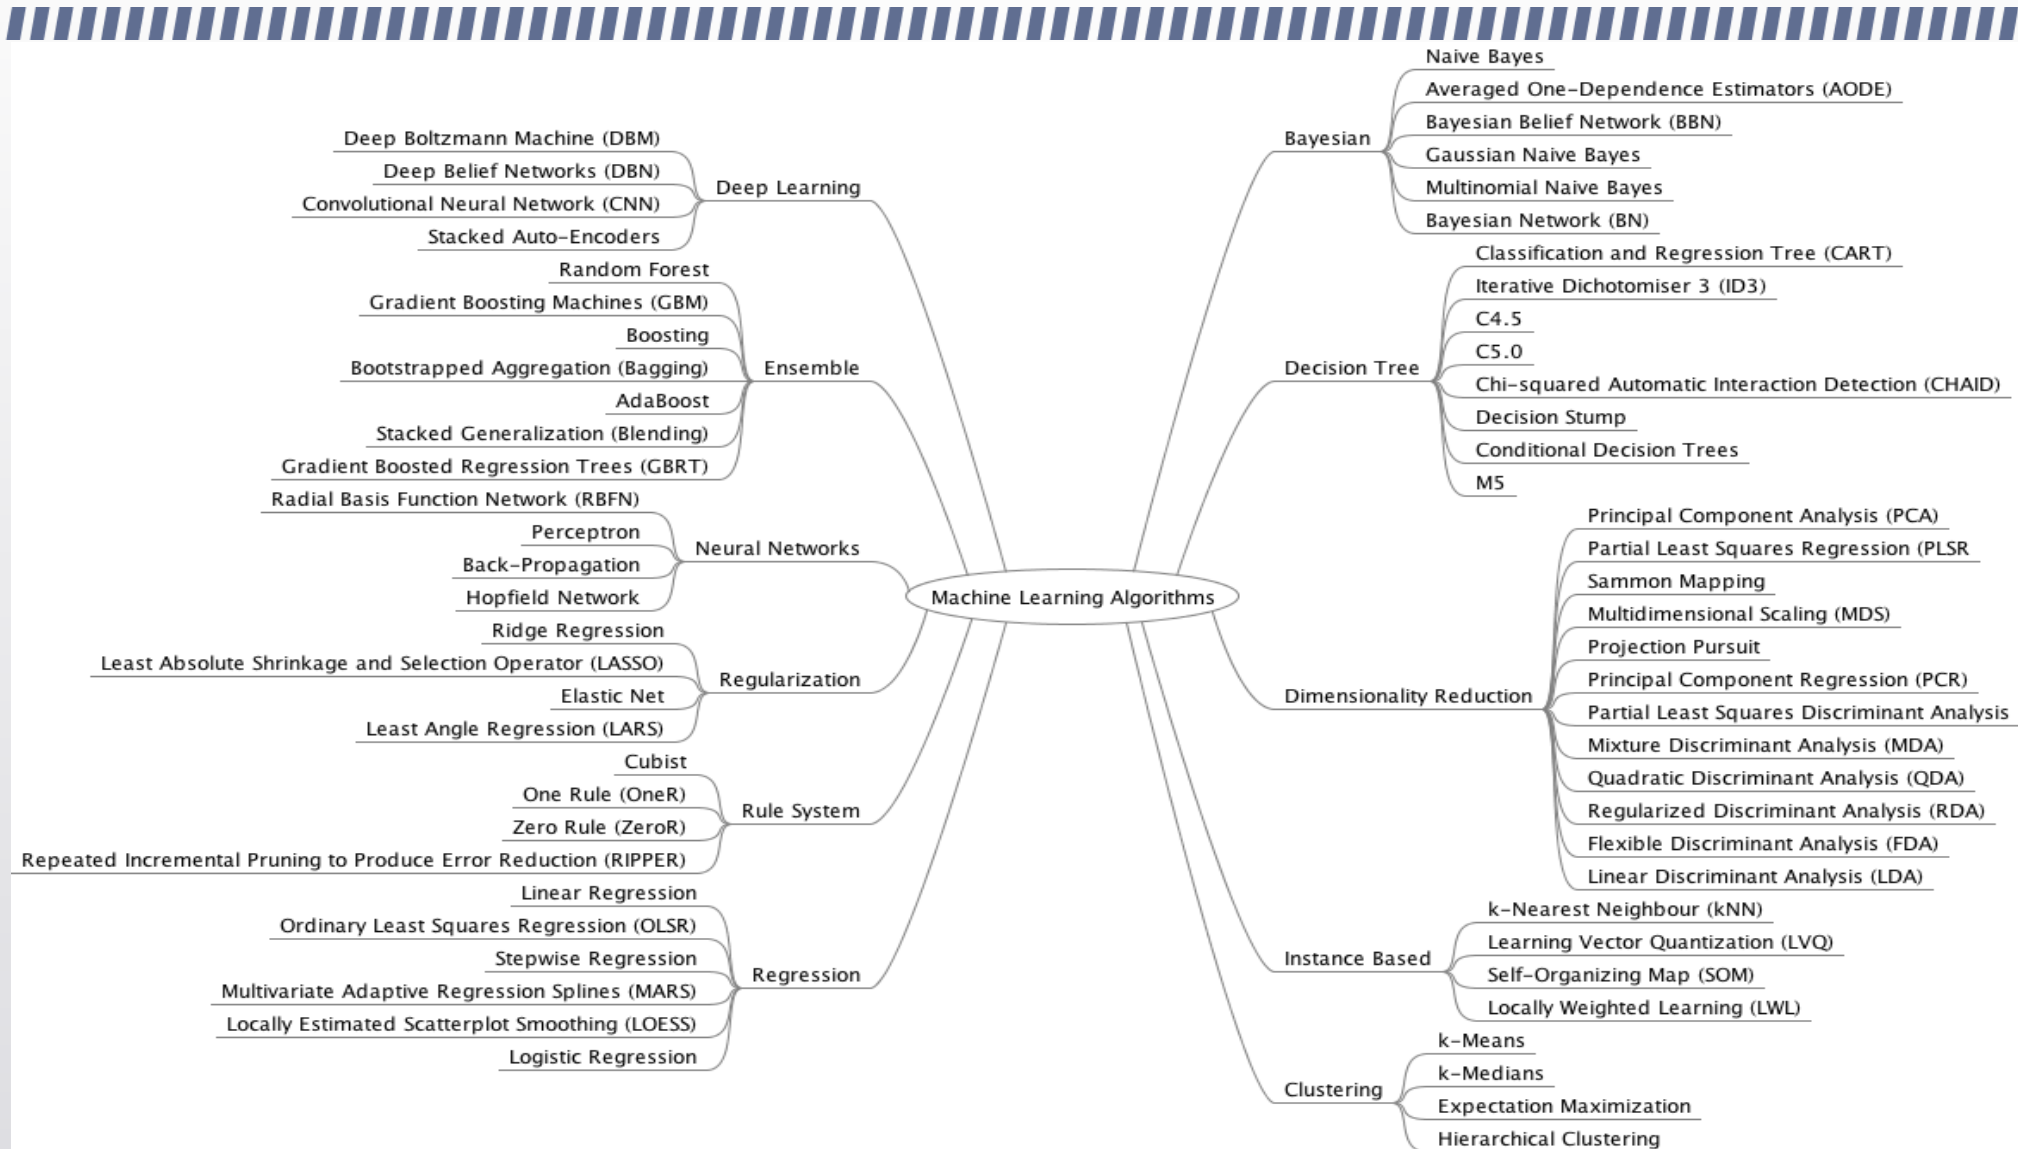 Deep Boltzmann Machine (DBM)
Deep Belief Networks (DBN)
Convolutional Neural Network (CNN)
Stacked Auto-Encoders
Deep Learning
Random Forest
Gradient Boosting Machines (GBM)
Boosting
Bootstrapped Aggregation (Bagging)
AdaBoost
Stacked Generalization (Blending)
Gradient Boosted Regression Trees (GBRT)
Ensemble
Radial Basis Function Network (RBFN)
Perceptron
Back-Propagation
Hopfield Network
Neural Networks
Ridge Regression
Least Absolute Shrinkage and Selection Operator (LASSO)
Elastic Net
Least Angle Regression (LARS)
Regularization
Cubist
One Rule (OneR)
Zero Rule (ZeroR)
Repeated Incremental Pruning to Produce Error Reduction (RIPPER)
Rule System
Linear Regression
Ordinary Least Squares Regression (OLSR)
Stepwise Regression
Multivariate Adaptive Regression Splines (MARS)
Locally Estimated Scatterplot Smoothing (LOESS)
Logistic Regression
Regression
Machine Learning Algorithms
Bayesian
Naive Bayes
Averaged One-Dependence Estimators (AODE)
Bayesian Belief Network (BBN)
Gaussian Naive Bayes
Multinomial Naive Bayes
Bayesian Network (BN)
Decision Tree
Classification and Regression Tree (CART)
Iterative Dichotomiser 3 (ID3)
C4.5
C5.0
Chi-squared Automatic Interaction Detection (CHAID)
Decision Stump
Conditional Decision Trees
M5
Dimensionality Reduction
Principal Component Analysis (PCA)
Partial Least Squares Regression (PLSR
Sammon Mapping
Multidimensional Scaling (MDS)
Projection Pursuit
Principal Component Regression (PCR)
Partial Least Squares Discriminant Analysis
Mixture Discriminant Analysis (MDA)
Quadratic Discriminant Analysis (QDA)
Regularized Discriminant Analysis (RDA)
Flexible Discriminant Analysis (FDA)
Linear Discriminant Analysis (LDA)
Instance Based
k-Nearest Neighbour (kNN)
Learning Vector Quantization (LVQ)
Self-Organizing Map (SOM)
Locally Weighted Learning (LWL)
Clustering
k-Means
k-Medians
Expectation Maximization
Hierarchical Clustering